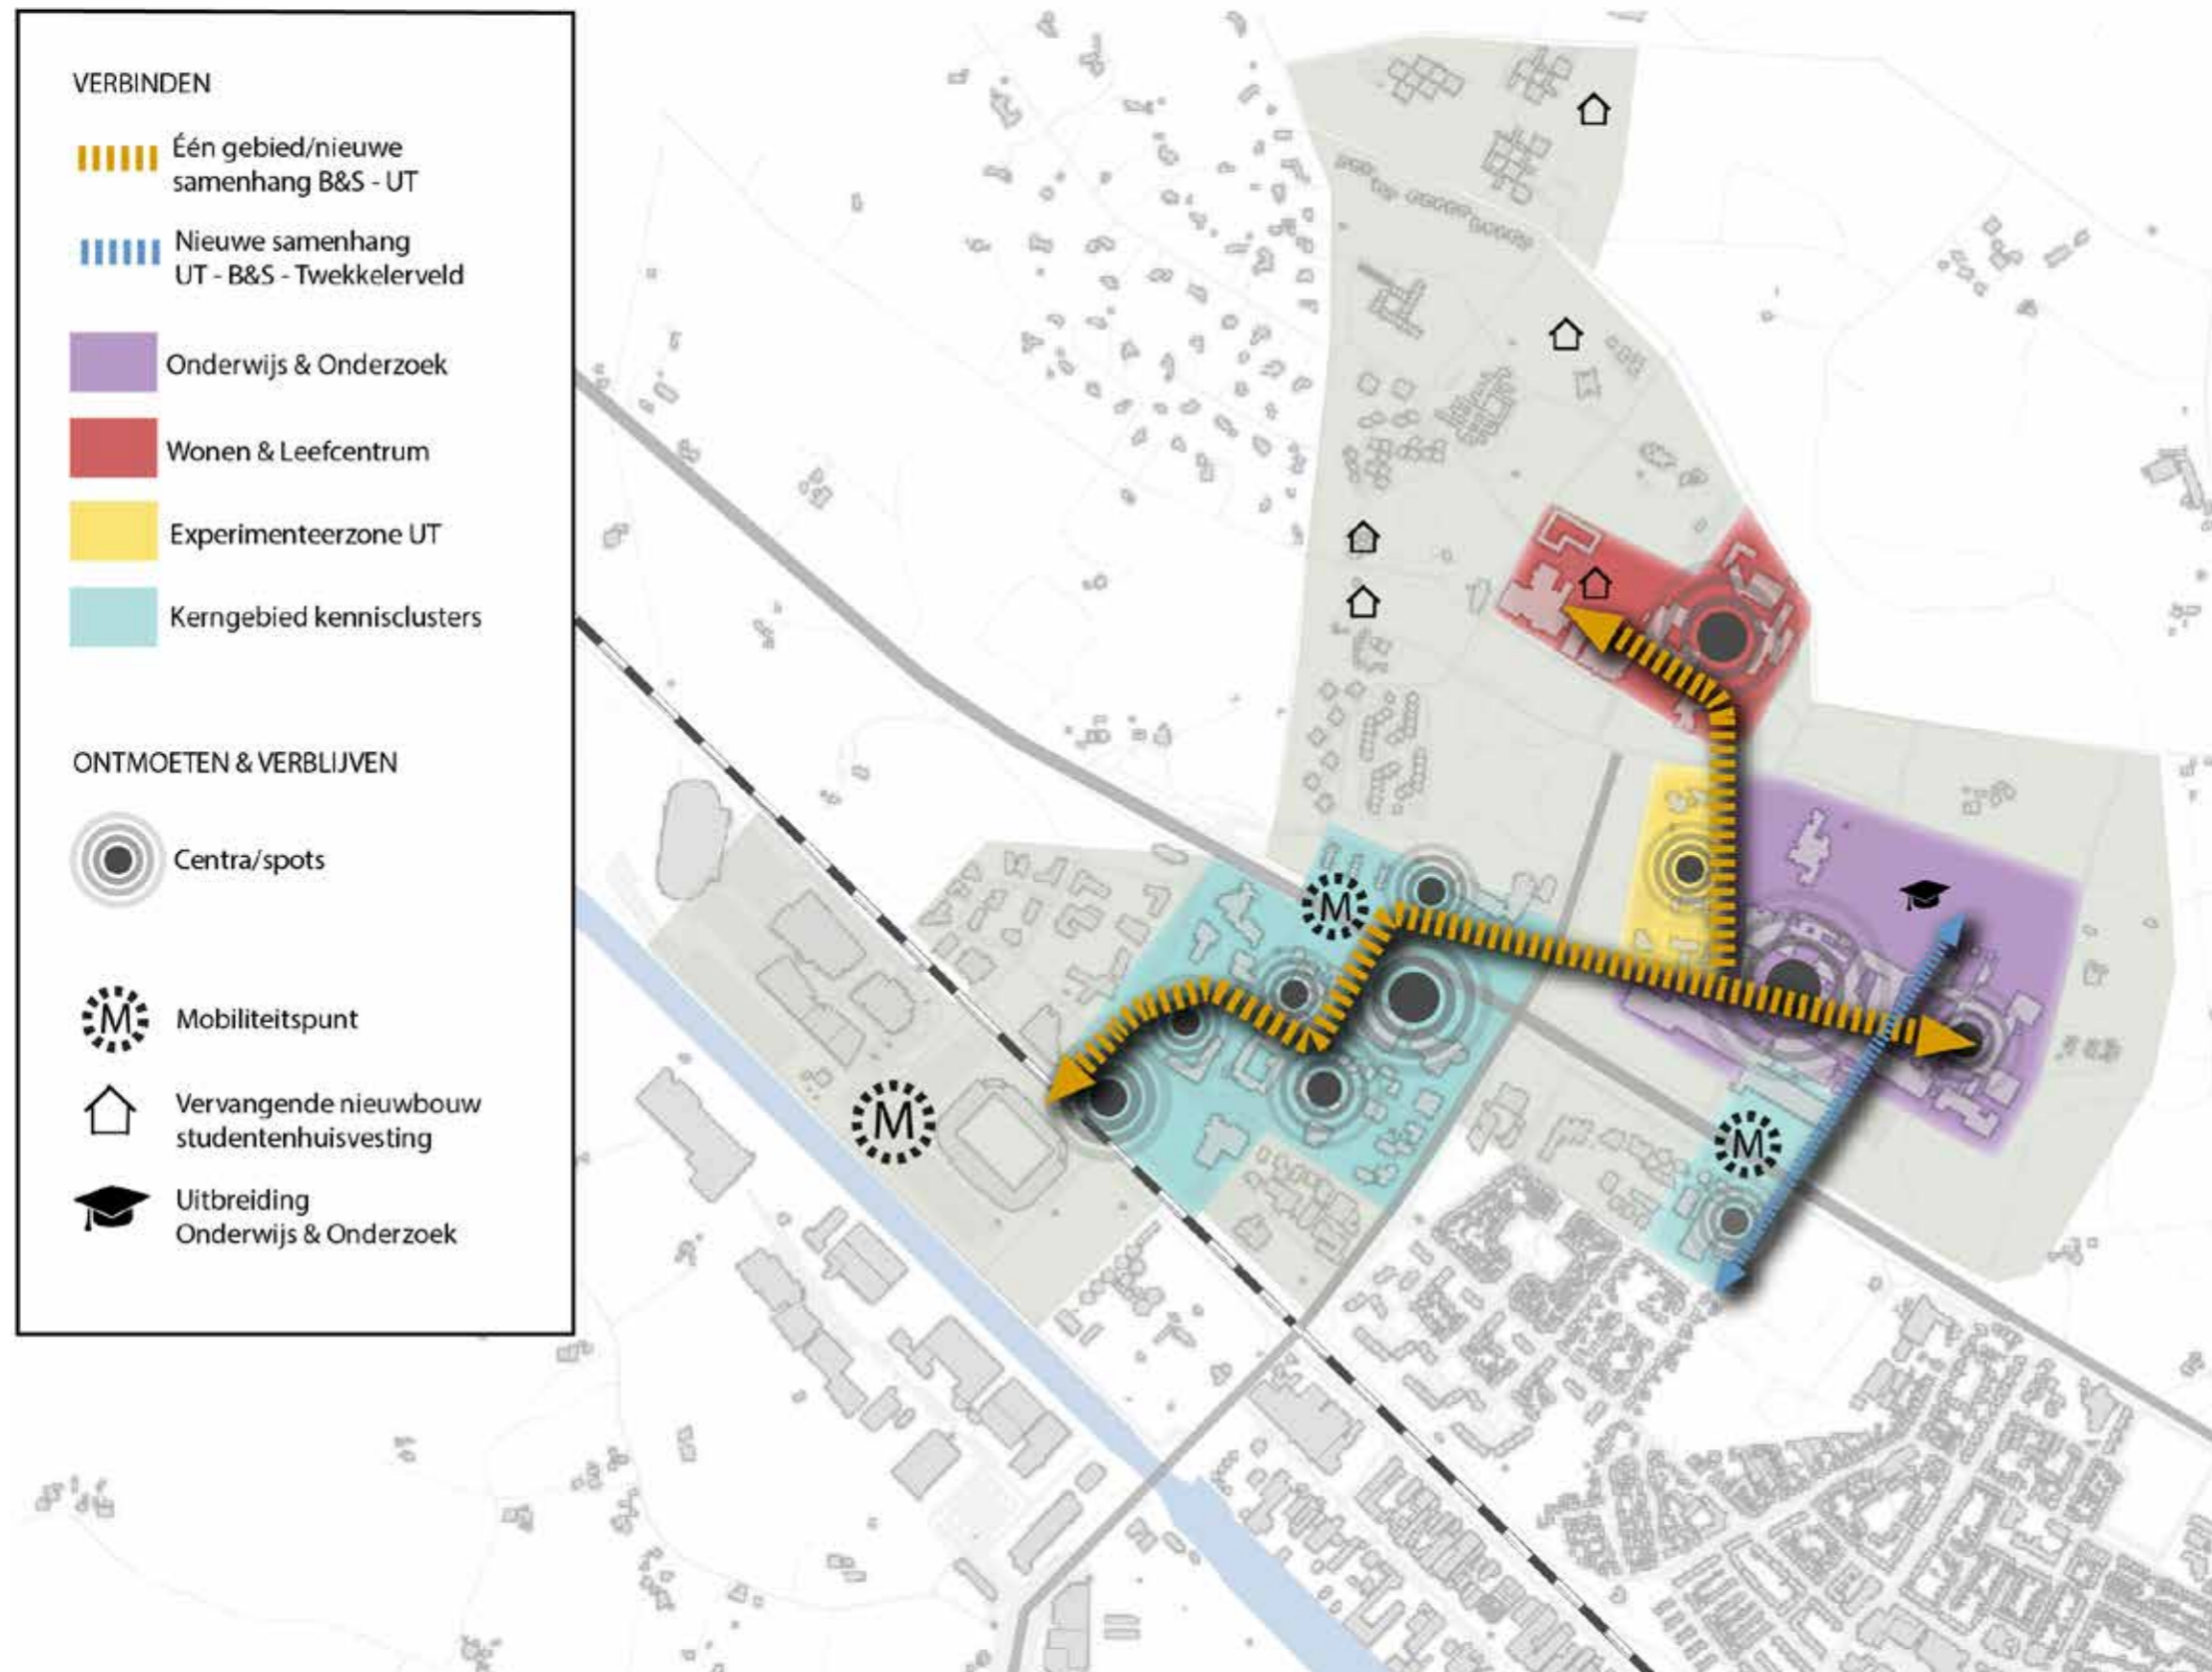 VERBINDEN
Één gebied/nieuwe
samenhang B&S - UT
Nieuwe samenhang
UT - B&S - Twekkelerveld
Onderwijs & Onderzoek
Wonen & Leefcentrum
Experimenteerzone UT
Kerngebied kennisclusters
ONTMOETEN & VERBLIJVEN
Centra/spots
M
Mobiliteitspunt
Vervangende nieuwbouw
studentenhuisvesting
Uitbreiding
Onderwijs & Onderzoek
M
M
M